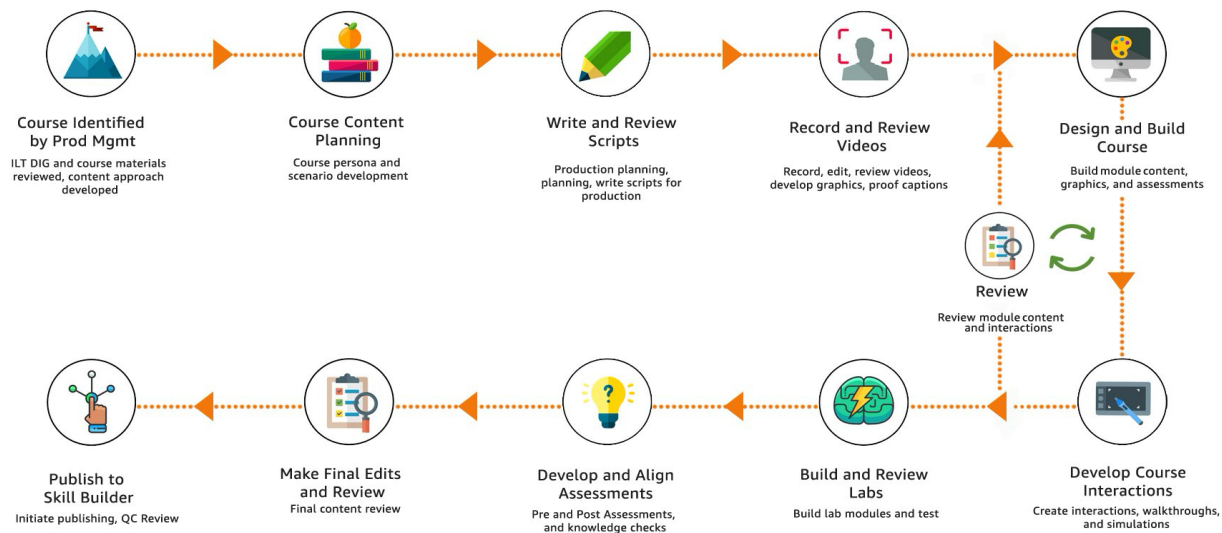 Course Identified
by Prod Mgmt
ILT DIG and course materials
reviewed, content approach
developed
Course Content
Planning
Course persona and
scenario development
Write and Review
Scripts
Production planning,
planning, write scripts for
production
Record and Review
Videos
Record, edit, review videos,
develop graphics, proof captions
Design and Build
Course
Build module content,
graphics, and assessments
Review
Review module content
and interactions
Publish to
Skill Builder
Initiate publishing, QC Review
Make Final Edits
and Review
Final content review
?
Develop and Align
Assessments
Pre and Post Assessments,
and knowledge checks
Build and Review
Labs
Build lab modules and test
Develop Course
Interactions
Create interactions, walkthroughs,
and simulations